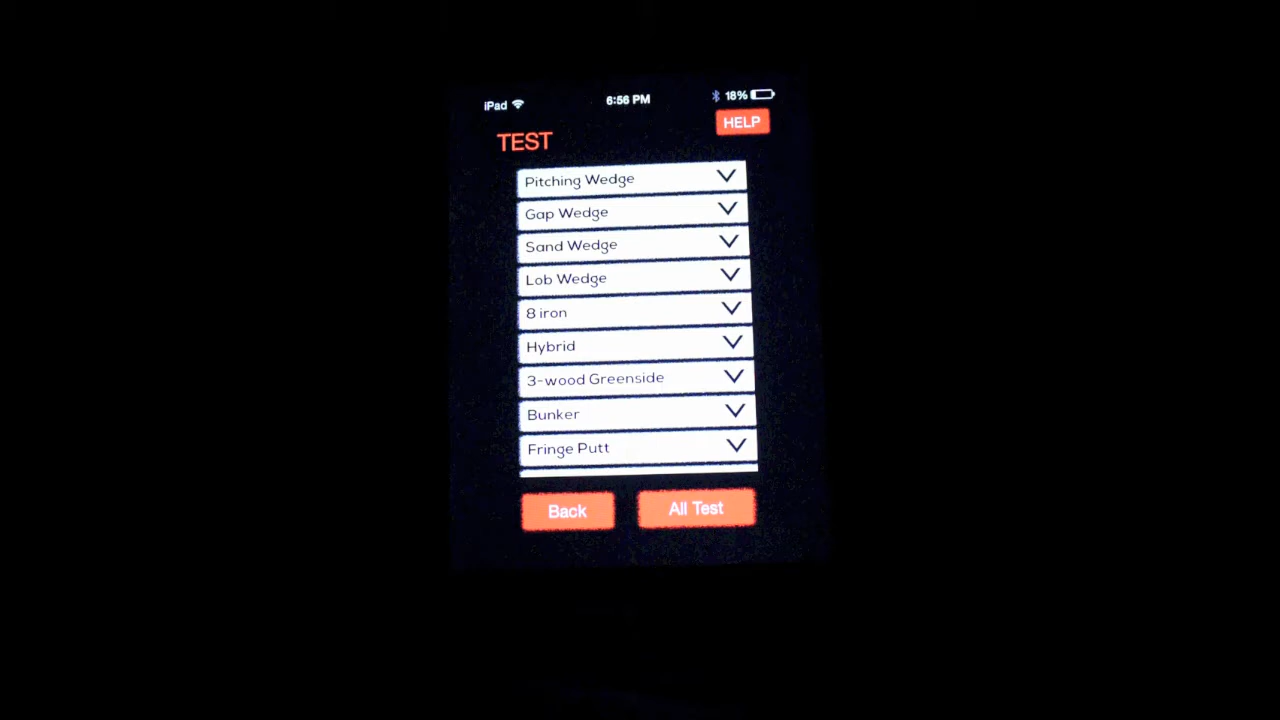 iPad 6:56 PM 18%
HELP
TEST
Pitching Wedge
Gap Wedge
Sand Wedge
Lob Wedge
8 iron
Hybrid
3-wood Greenside
Bunker
Fringe Putt
Back All Test